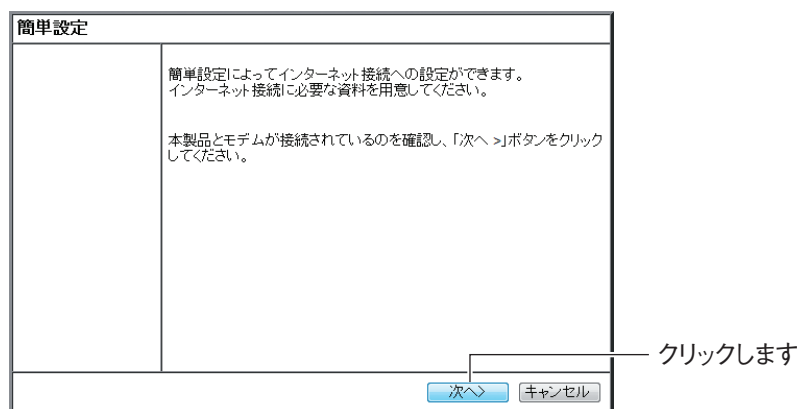 簡単設定
簡単設定によってインターネット接続への設定ができます。
インターネット接続に必要な資料を用意してください。
本製品とモデムが接続されているのを確認し、「次へ >」ボタンをクリック
してください。
クリックします
次へ> キャンセル